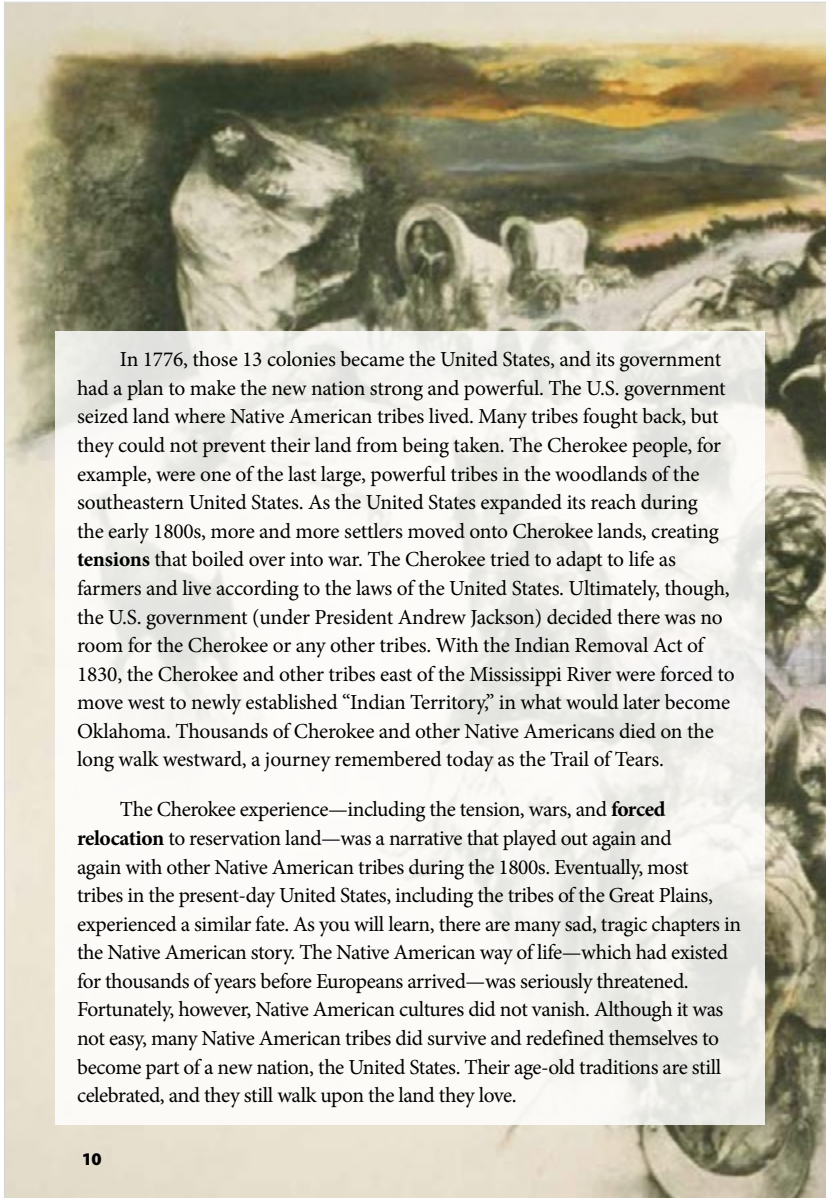 In 1776, those 13 colonies became the United States, and its government
had a plan to make the new nation strong and powerful. The U.S. government
seized land where Native American tribes lived. Many tribes fought back, but
they could not prevent their land from being taken. The Cherokee people, for
example, were one of the last large, powerful tribes in the woodlands of the
southeastern United States. As the United States expanded its reach during
the early 1800s, more and more settlers moved onto Cherokee lands, creating
tensions that boiled over into war. The Cherokee tried to adapt to life as
farmers and live according to the laws of the United States. Ultimately, though,
the U.S. government (under President Andrew Jackson) decided there was no
room for the Cherokee or any other tribes. With the Indian Removal Act of
1830, the Cherokee and other tribes east of the Mississippi River were forced to
move west to newly established “Indian Territory,” in what would later become
Oklahoma. Thousands of Cherokee and other Native Americans died on the
long walk westward, a journey remembered today as the Trail of Tears.
The Cherokee experience—including the tension, wars, and forced
relocation to reservation land—was a narrative that played out again and
again with other Native American tribes during the 1800s. Eventually, most
tribes in the present-day United States, including the tribes of the Great Plains,
experienced a similar fate. As you will learn, there are many sad, tragic chapters in
the Native American story. The Native American way of life—which had existed
for thousands of years before Europeans arrived—was seriously threatened.
Fortunately, however, Native American cultures did not vanish. Although it was
not easy, many Native American tribes did survive and redefined themselves to
become part of a new nation, the United States. Their age-old traditions are still
celebrated, and they still walk upon the land they love.
10